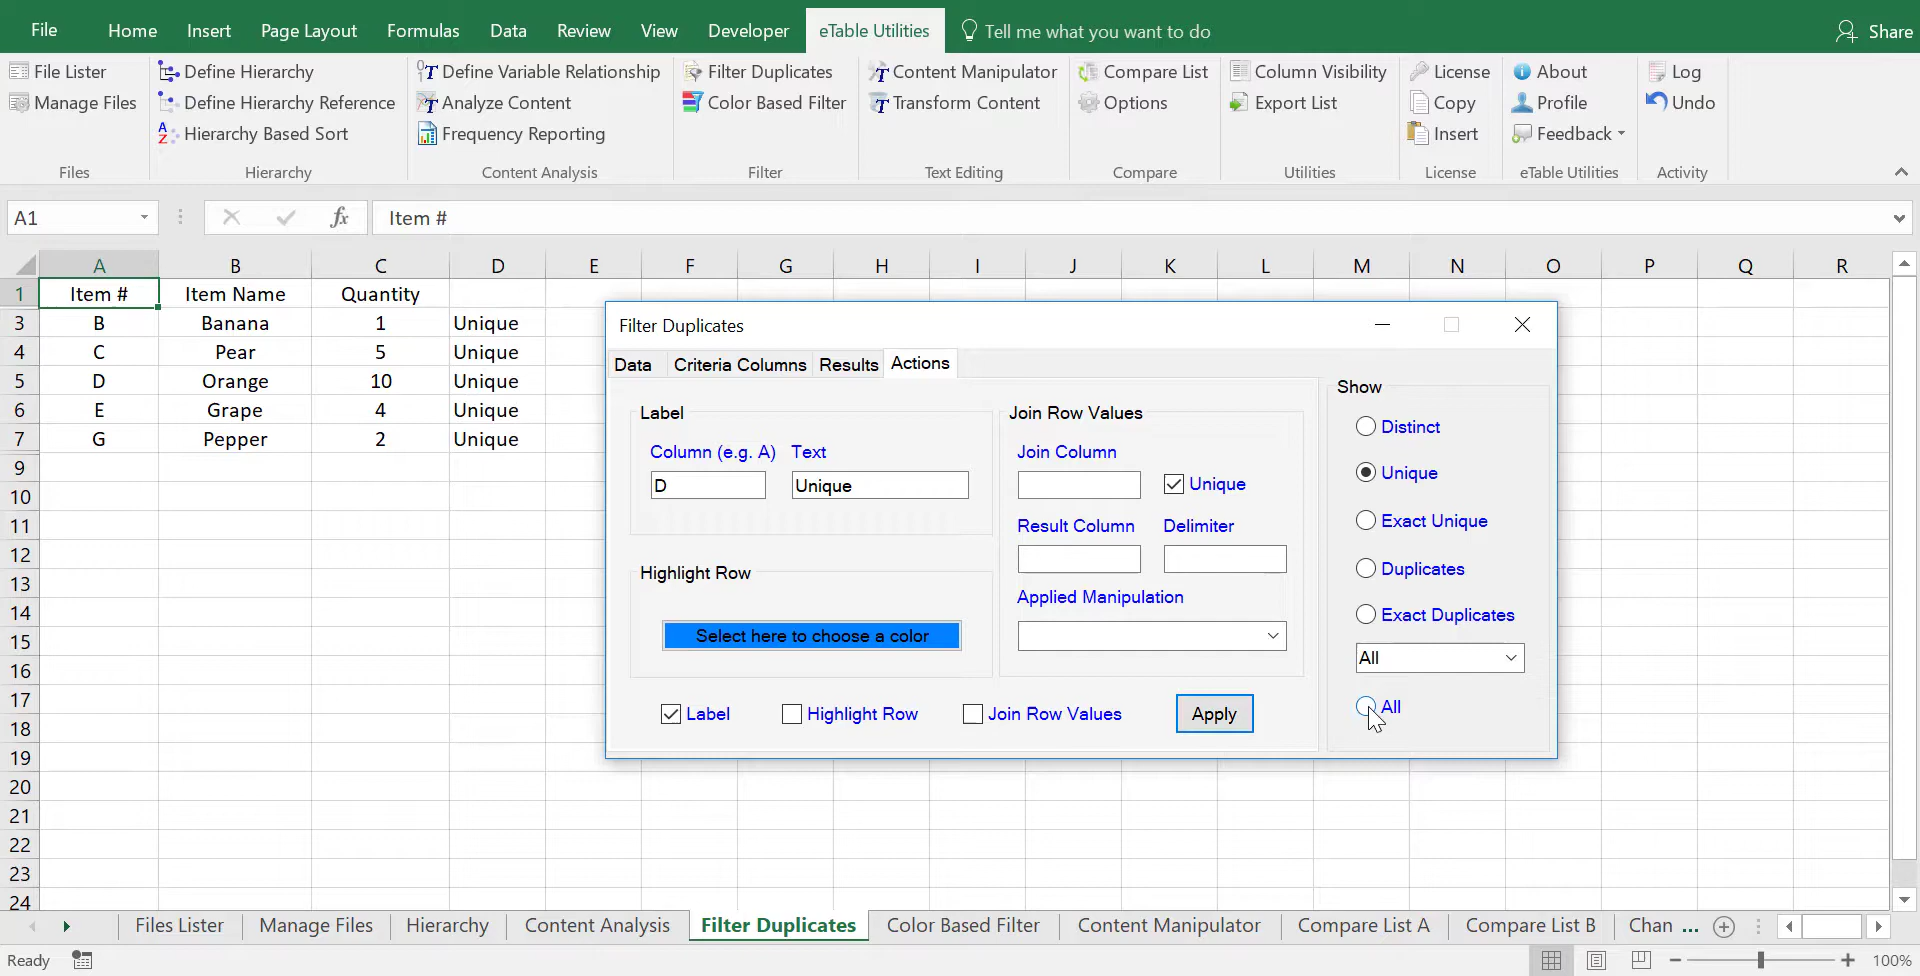 File Home Insert Page Layout Formulas Data Review View Developer eTable Utilities Tell me what you want to do Share
File Lister Define Hierarchy Define Variable Relationship Filter Duplicates Content Manipulator Compare List Column Visibility License About Log
Manage Files Define Hierarchy Reference Analyze Content Color Based Filter Transform Content Options Export List Copy Profile Undo
Hierarchy Based Sort Frequency Reporting Insert Feedback
Files Hierarchy Content Analysis Filter Text Editing Compare Utilities License eTable Utilities Activity
A1 fx Item #
A B C D E F G H I J K L M N O P Q R
1 Item # Item Name Quantity
3 B Banana 1 Unique
4 C Pear 5 Unique
5 D Orange 10 Unique
6 E Grape 4 Unique
7 G Pepper 2 Unique
9
10
11
12
13
14
15
16
17
18
19
20
21
22
23
24
Filter Duplicates
Data Criteria Columns Results Actions
Label
Column (e.g. A) Text
D Unique
Highlight Row
Select here to choose a color
Join Row Values
Join Column
Unique
Result Column Delimiter
Applied Manipulation
Label Highlight Row Join Row Values Apply
Show
Distinct
Unique
Exact Unique
Duplicates
Exact Duplicates
All
All
Files Lister Manage Files Hierarchy Content Analysis Filter Duplicates Color Based Filter Content Manipulator Compare List A Compare List B Chan ...
Ready 100%